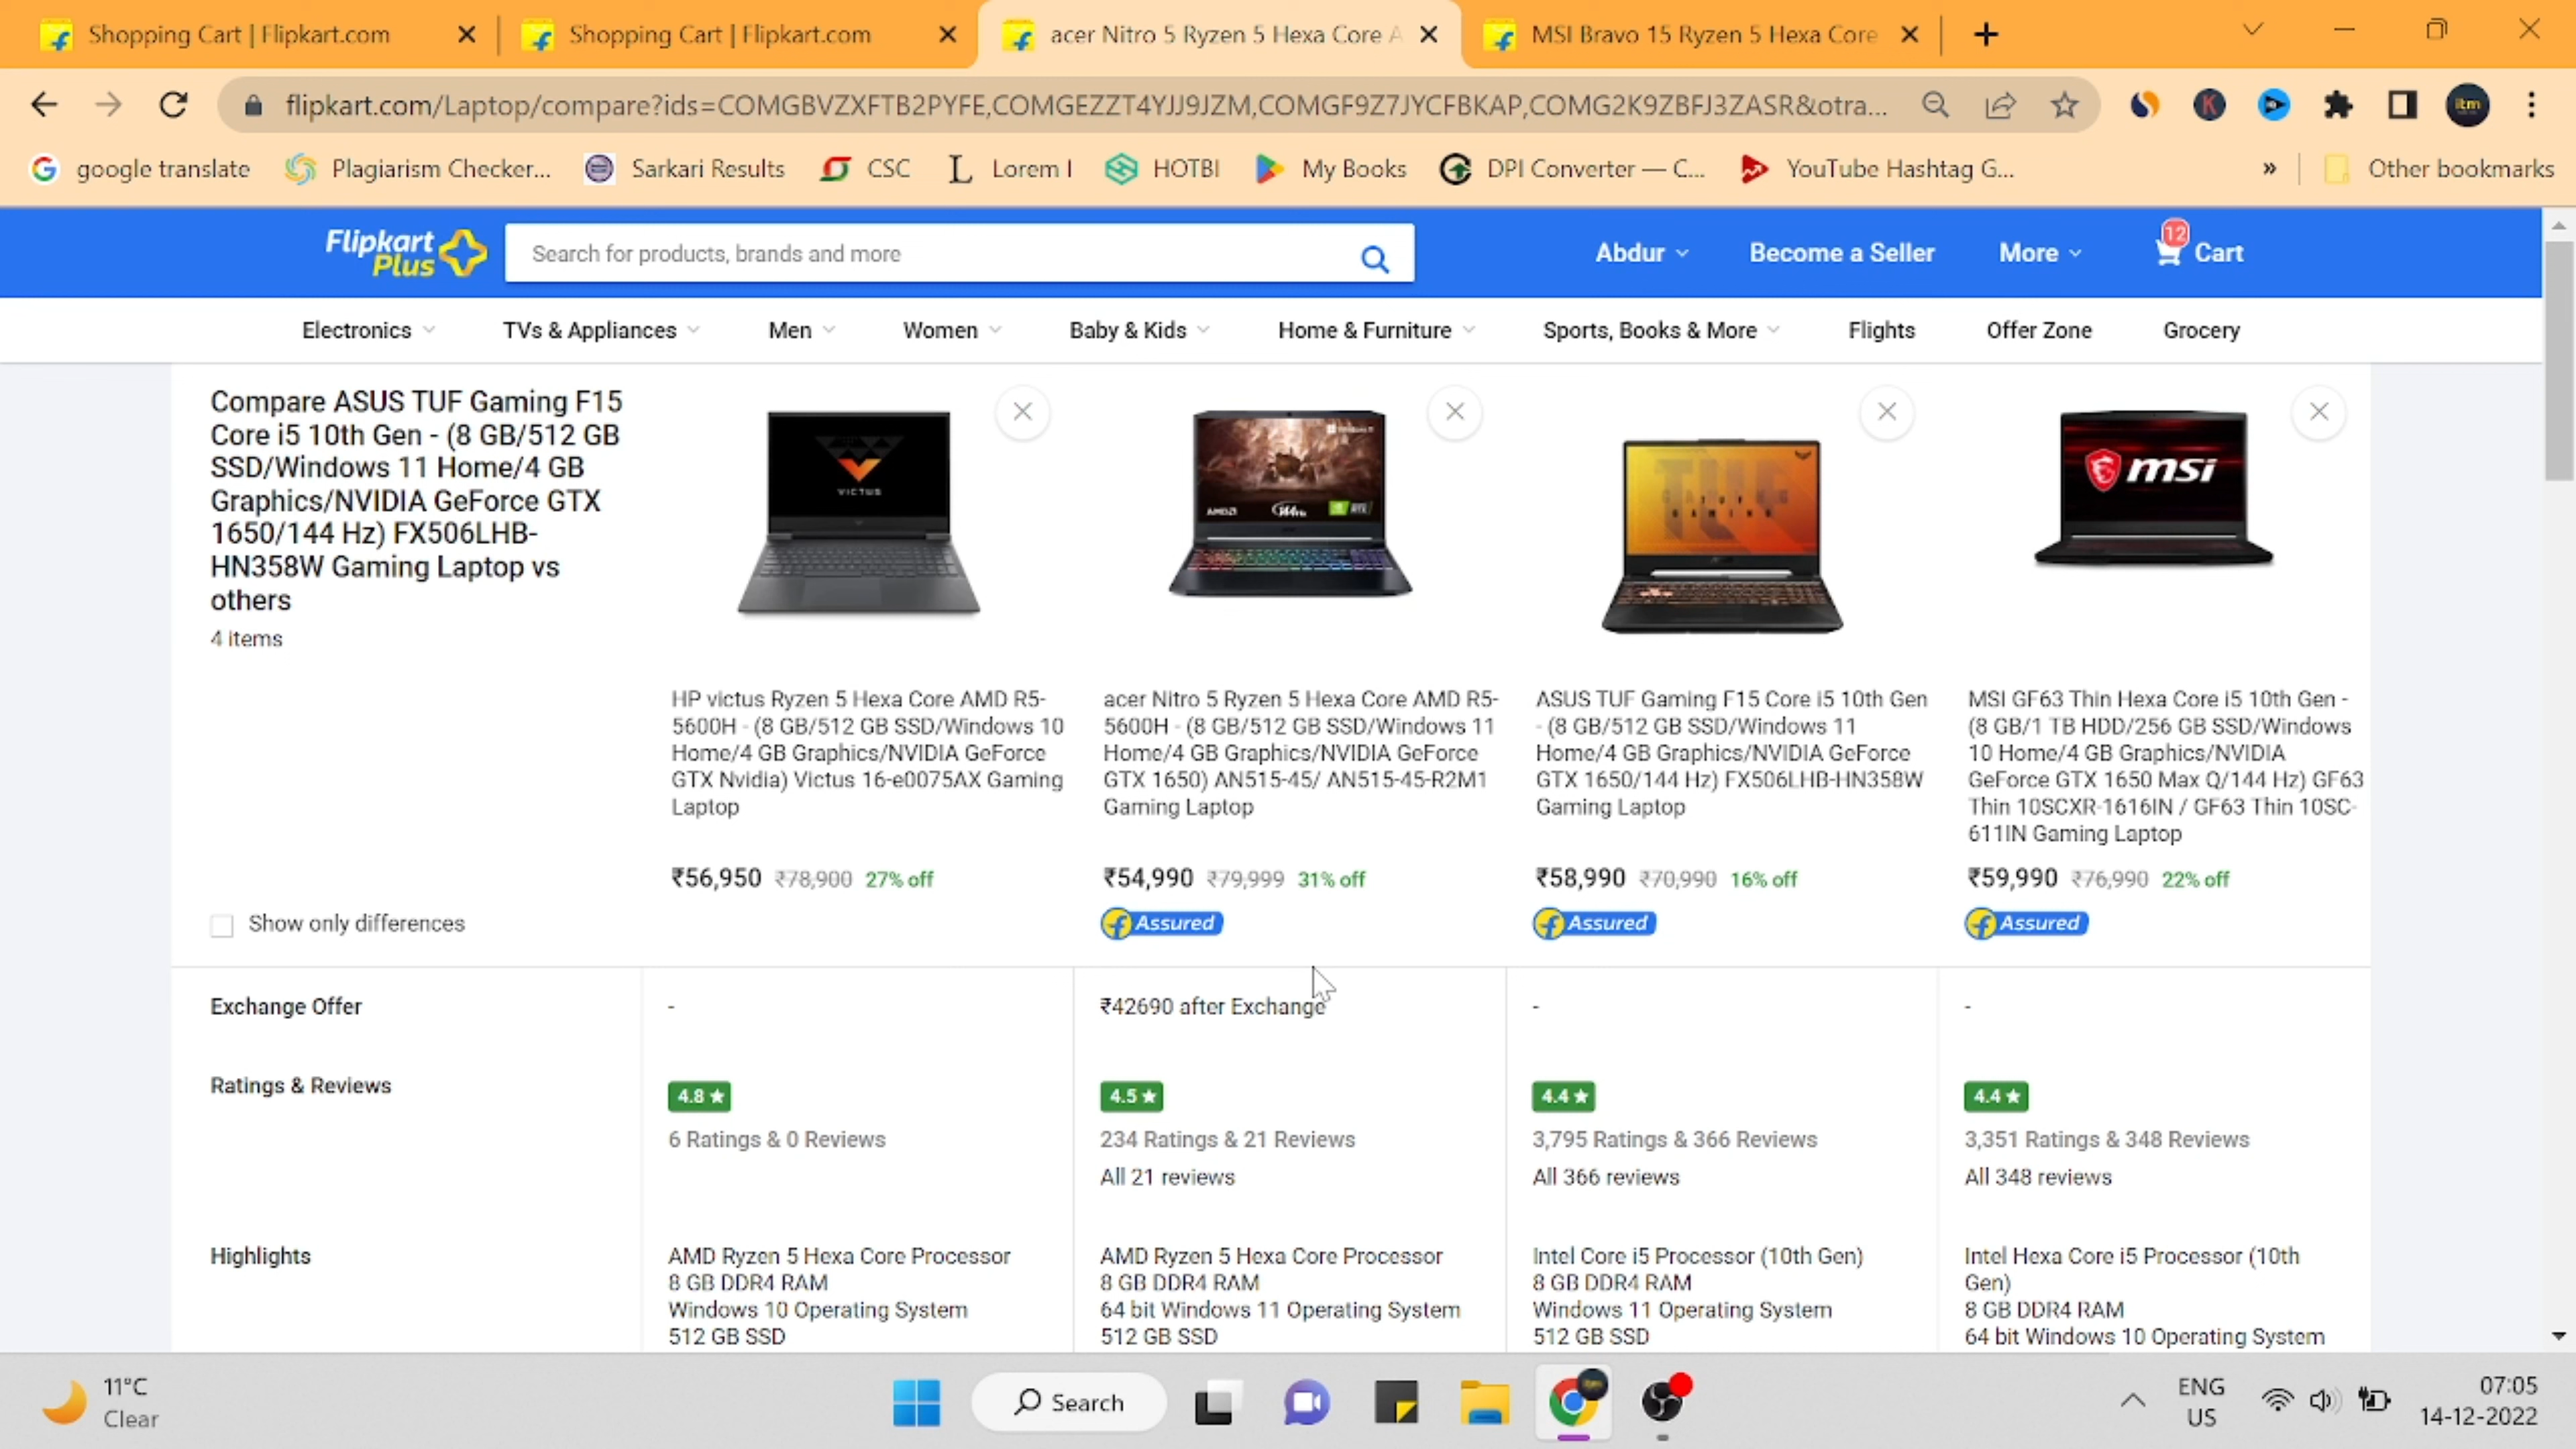 Shopping Cart | Flipkart.com
Shopping Cart | Flipkart.com
acer Nitro 5 Ryzen 5 Hexa Core A
MSI Bravo 15 Ryzen 5 Hexa Core
flipkart.com/Laptop/compare?ids=COMGBVZXFTB2PYFE,COMGEZZT4YJJ9JZM,COMGF9Z7JYCFBKAP,COMG2K9ZBFJ3ZASR&otra...
K
itm
google translate
Plagiarism Checker...
Sarkari Results
CSC
Lorem I
HOTBI
My Books
DPI Converter — C...
YouTube Hashtag G...
»
Other bookmarks
Flipkart
Plus
Search for products, brands and more
Abdur
Become a Seller
More
12
Cart
Electronics
TVs & Appliances
Men
Women
Baby & Kids
Home & Furniture
Sports, Books & More
Flights
Offer Zone
Grocery
Compare ASUS TUF Gaming F15
Core i5 10th Gen - (8 GB/512 GB
SSD/Windows 11 Home/4 GB
Graphics/NVIDIA GeForce GTX
1650/144 Hz) FX506LHB-
HN358W Gaming Laptop vs
others
4 items
Show only differences
VICTUS
AMD
144Hz
RTX
TUF
GAMING
msi
HP victus Ryzen 5 Hexa Core AMD R5-
5600H - (8 GB/512 GB SSD/Windows 10
Home/4 GB Graphics/NVIDIA GeForce
GTX Nvidia) Victus 16-e0075AX Gaming
Laptop
₹56,950 ₹78,900 27% off
acer Nitro 5 Ryzen 5 Hexa Core AMD R5-
5600H - (8 GB/512 GB SSD/Windows 11
Home/4 GB Graphics/NVIDIA GeForce
GTX 1650) AN515-45/ AN515-45-R2M1
Gaming Laptop
₹54,990 ₹79,999 31% off
Assured
ASUS TUF Gaming F15 Core i5 10th Gen
- (8 GB/512 GB SSD/Windows 11
Home/4 GB Graphics/NVIDIA GeForce
GTX 1650/144 Hz) FX506LHB-HN358W
Gaming Laptop
₹58,990 ₹70,990 16% off
Assured
MSI GF63 Thin Hexa Core i5 10th Gen -
(8 GB/1 TB HDD/256 GB SSD/Windows
10 Home/4 GB Graphics/NVIDIA
GeForce GTX 1650 Max Q/144 Hz) GF63
Thin 10SCXR-1616IN / GF63 Thin 10SC-
611IN Gaming Laptop
₹59,990 ₹76,990 22% off
Assured
Exchange Offer
-
₹42690 after Exchange
-
-
Ratings & Reviews
4.8 ★
6 Ratings & 0 Reviews
4.5 ★
234 Ratings & 21 Reviews
All 21 reviews
4.4 ★
3,795 Ratings & 366 Reviews
All 366 reviews
4.4 ★
3,351 Ratings & 348 Reviews
All 348 reviews
Highlights
AMD Ryzen 5 Hexa Core Processor
8 GB DDR4 RAM
Windows 10 Operating System
512 GB SSD
AMD Ryzen 5 Hexa Core Processor
8 GB DDR4 RAM
64 bit Windows 11 Operating System
512 GB SSD
Intel Core i5 Processor (10th Gen)
8 GB DDR4 RAM
Windows 11 Operating System
512 GB SSD
Intel Hexa Core i5 Processor (10th
Gen)
8 GB DDR4 RAM
64 bit Windows 10 Operating System
11°C
Clear
Search
ENG
US
07:05
14-12-2022